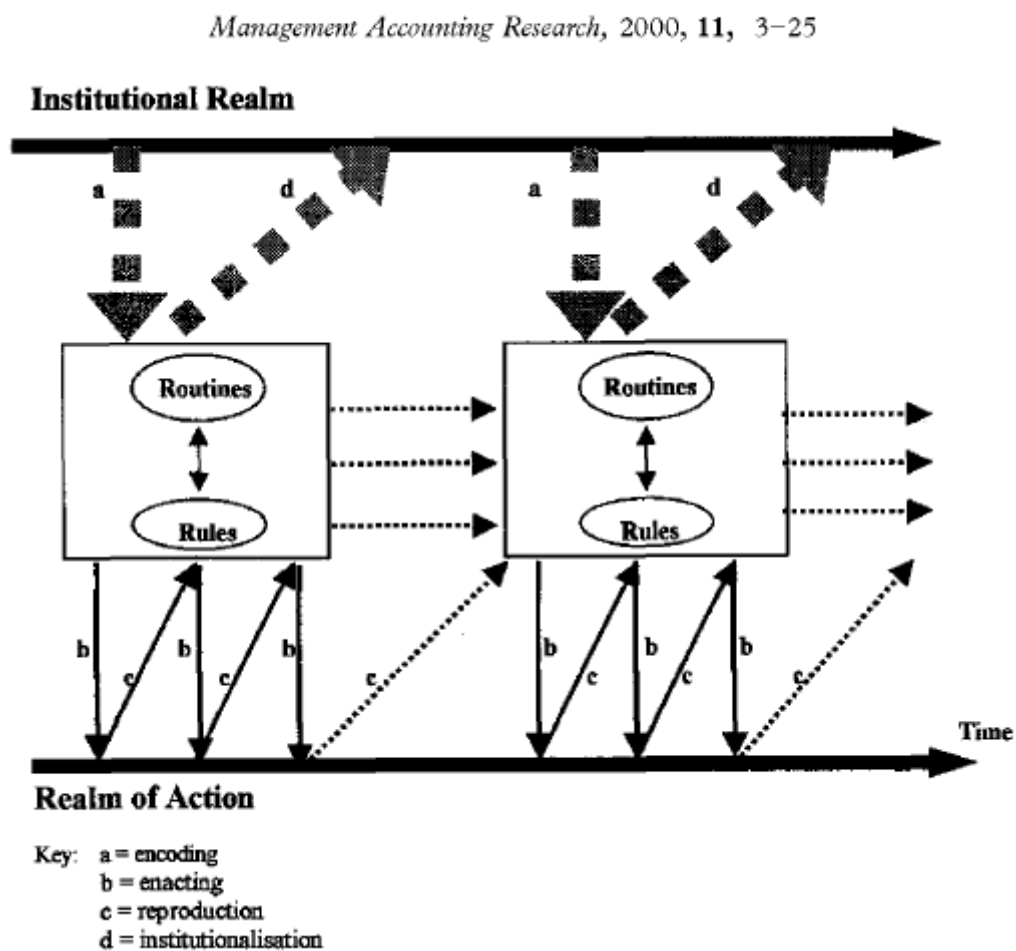 Management Accounting Research, 2000, 11, 3–25
Institutional Realm
a
d
a
d
Routines
Routines
Rules
Rules
b
c
b
c
b
c
b
c
b
c
b
c
Time
Realm of Action
Key: a = encoding
b = enacting
c = reproduction
d = institutionalisation